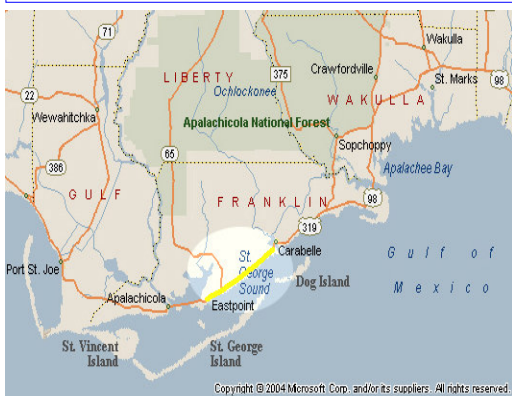 71
Wakulla
LIBERTY
375
Crawfordville
98
St. Marks
22
Ochlockonee
WAKULLA
Wewahitchka
Apalachicola National Forest
Sopchoppy
65
386
Apalachee Bay
GULF
FRANKLIN
98
319
St.
George
Sound
Carabelle
Gulf of
Mexico
Port St. Joe
Dog Island
Apalachicola
Eastpoint
St. Vincent
Island
St. George
Island
Copyright © 2004 Microsoft Corp. and/or its suppliers. All rights reserved.